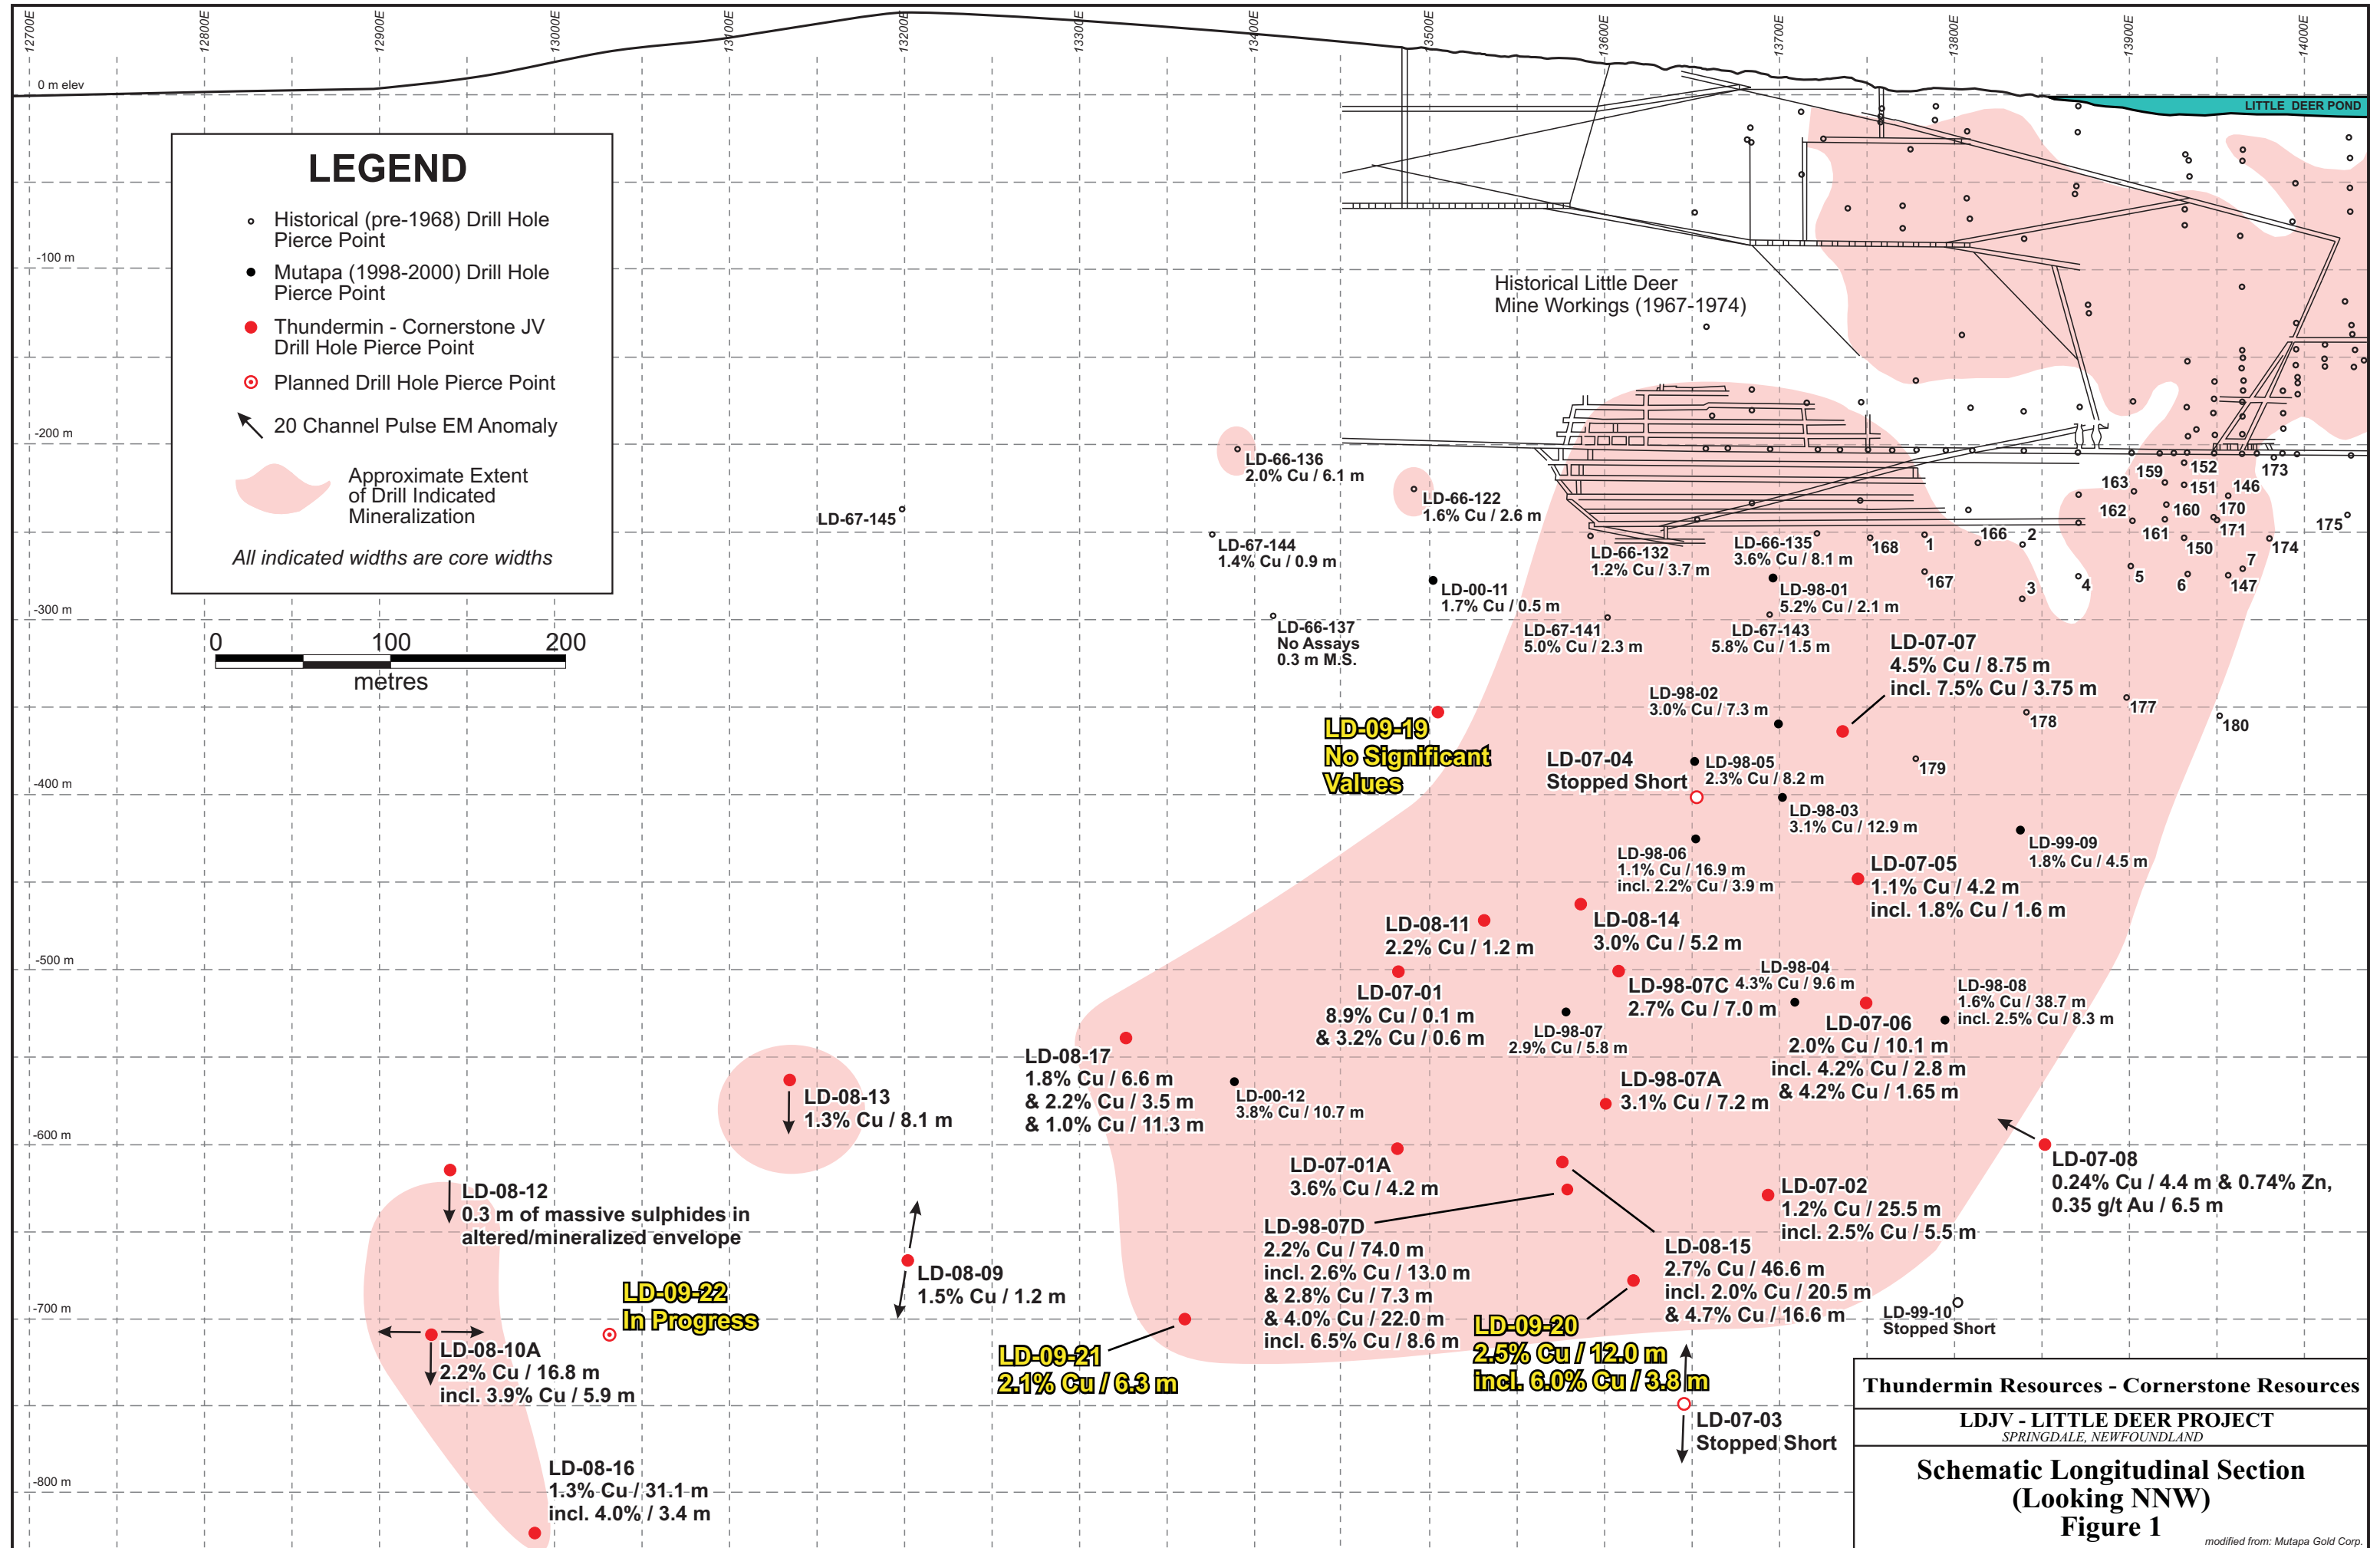 12700E
12800E
12900E
13000E
13100E
13200E
13300E
13400E
13500E
13600E
13700E
13800E
13900E
14000E
0 m elev
-100 m
-200 m
-300 m
-400 m
-500 m
-600 m
-700 m
-800 m
LITTLE DEER POND
LEGEND
Historical (pre-1968) Drill Hole
Pierce Point
Mutapa (1998-2000) Drill Hole
Pierce Point
Thundermin - Cornerstone JV
Drill Hole Pierce Point
Planned Drill Hole Pierce Point
20 Channel Pulse EM Anomaly
Approximate Extent
of Drill Indicated
Mineralization
All indicated widths are core widths
0 100 200
metres
Historical Little Deer
Mine Workings (1967-1974)
LD-66-136
2.0% Cu / 6.1 m
LD-66-122
1.6% Cu / 2.6 m
LD-67-145
LD-67-144
1.4% Cu / 0.9 m
LD-00-11
1.7% Cu / 0.5 m
LD-66-137
No Assays
0.3 m M.S.
LD-66-132
1.2% Cu / 3.7 m
LD-66-135
3.6% Cu / 8.1 m
LD-98-01
5.2% Cu / 2.1 m
LD-67-141
5.0% Cu / 2.3 m
LD-67-143
5.8% Cu / 1.5 m
168
1
167
166
2
3
4
5
6
7
163
162
159
152
151
160
161
150
146
170
171
147
173
174
175
177
178
179
180
LD-07-07
4.5% Cu / 8.75 m
incl. 7.5% Cu / 3.75 m
LD-98-02
3.0% Cu / 7.3 m
LD-09-19
No Significant
Values
LD-07-04
Stopped Short
LD-98-05
2.3% Cu / 8.2 m
LD-98-03
3.1% Cu / 12.9 m
LD-99-09
1.8% Cu / 4.5 m
LD-98-06
1.1% Cu / 16.9 m
incl. 2.2% Cu / 3.9 m
LD-07-05
1.1% Cu / 4.2 m
incl. 1.8% Cu / 1.6 m
LD-08-11
2.2% Cu / 1.2 m
LD-08-14
3.0% Cu / 5.2 m
LD-07-01
8.9% Cu / 0.1 m
& 3.2% Cu / 0.6 m
LD-98-07C
2.7% Cu / 7.0 m
LD-98-04
4.3% Cu / 9.6 m
LD-98-08
1.6% Cu / 38.7 m
incl. 2.5% Cu / 8.3 m
LD-98-07
2.9% Cu / 5.8 m
LD-07-06
2.0% Cu / 10.1 m
incl. 4.2% Cu / 2.8 m
& 4.2% Cu / 1.65 m
LD-08-17
1.8% Cu / 6.6 m
& 2.2% Cu / 3.5 m
& 1.0% Cu / 11.3 m
LD-00-12
3.8% Cu / 10.7 m
LD-98-07A
3.1% Cu / 7.2 m
LD-08-13
1.3% Cu / 8.1 m
LD-07-01A
3.6% Cu / 4.2 m
LD-07-08
0.24% Cu / 4.4 m & 0.74% Zn,
0.35 g/t Au / 6.5 m
LD-07-02
1.2% Cu / 25.5 m
incl. 2.5% Cu / 5.5 m
LD-08-12
0.3 m of massive sulphides in
altered/mineralized envelope
LD-98-07D
2.2% Cu / 74.0 m
incl. 2.6% Cu / 13.0 m
& 2.8% Cu / 7.3 m
& 4.0% Cu / 22.0 m
incl. 6.5% Cu / 8.6 m
LD-08-15
2.7% Cu / 46.6 m
incl. 2.0% Cu / 20.5 m
& 4.7% Cu / 16.6 m
LD-08-09
1.5% Cu / 1.2 m
LD-09-22
In Progress
LD-99-10
Stopped Short
LD-09-20
2.5% Cu / 12.0 m
incl. 6.0% Cu / 3.8 m
LD-09-21
2.1% Cu / 6.3 m
LD-08-10A
2.2% Cu / 16.8 m
incl. 3.9% Cu / 5.9 m
LD-07-03
Stopped Short
LD-08-16
1.3% Cu / 31.1 m
incl. 4.0% / 3.4 m
Thundermin Resources - Cornerstone Resources
LDJV - LITTLE DEER PROJECT
SPRINGDALE, NEWFOUNDLAND
Schematic Longitudinal Section
(Looking NNW)
Figure 1
modified from: Mutapa Gold Corp.